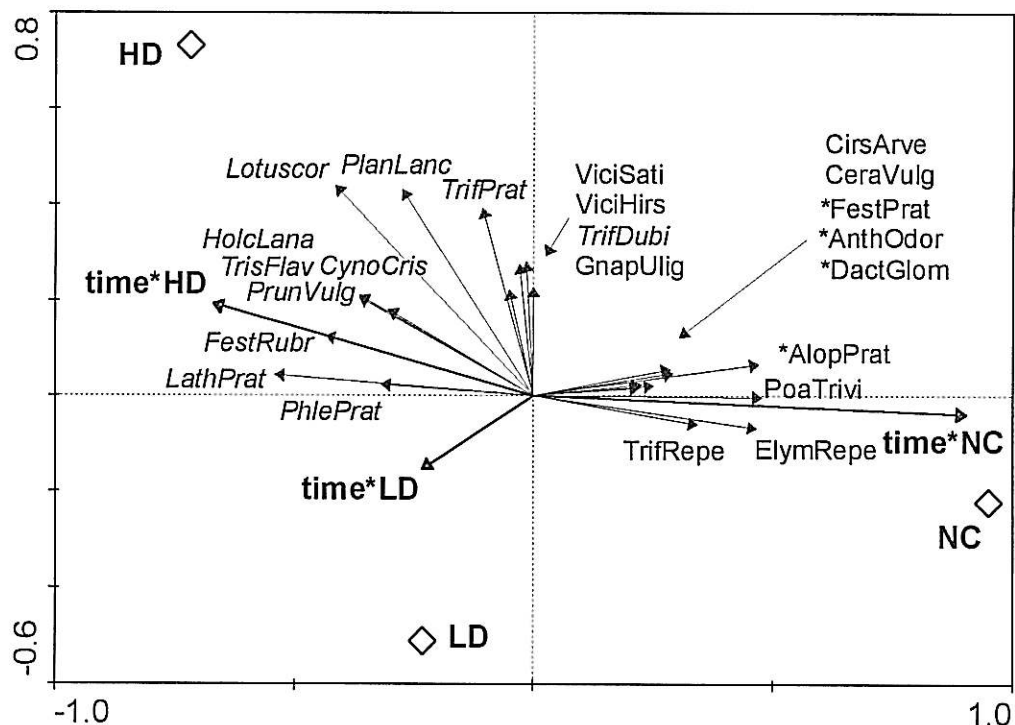 0.8
HD
CirsArve
Lotuscor
PlanLanc
TrifPrat
ViciSati
CeraVulg
ViciHirs
*FestPrat
HolcLana
TrifDubi
*AnthOdor
TrisFlav CynoCris
GnapUlig
*DactGlom
time*HD
PrunVulg
FestRubr
*AlopPrat
LathPrat
PoaTrivi
PhlePrat
TrifRepe
ElymRepe
time*NC
time*LD
NC
LD
-0.6
-1.0
1.0